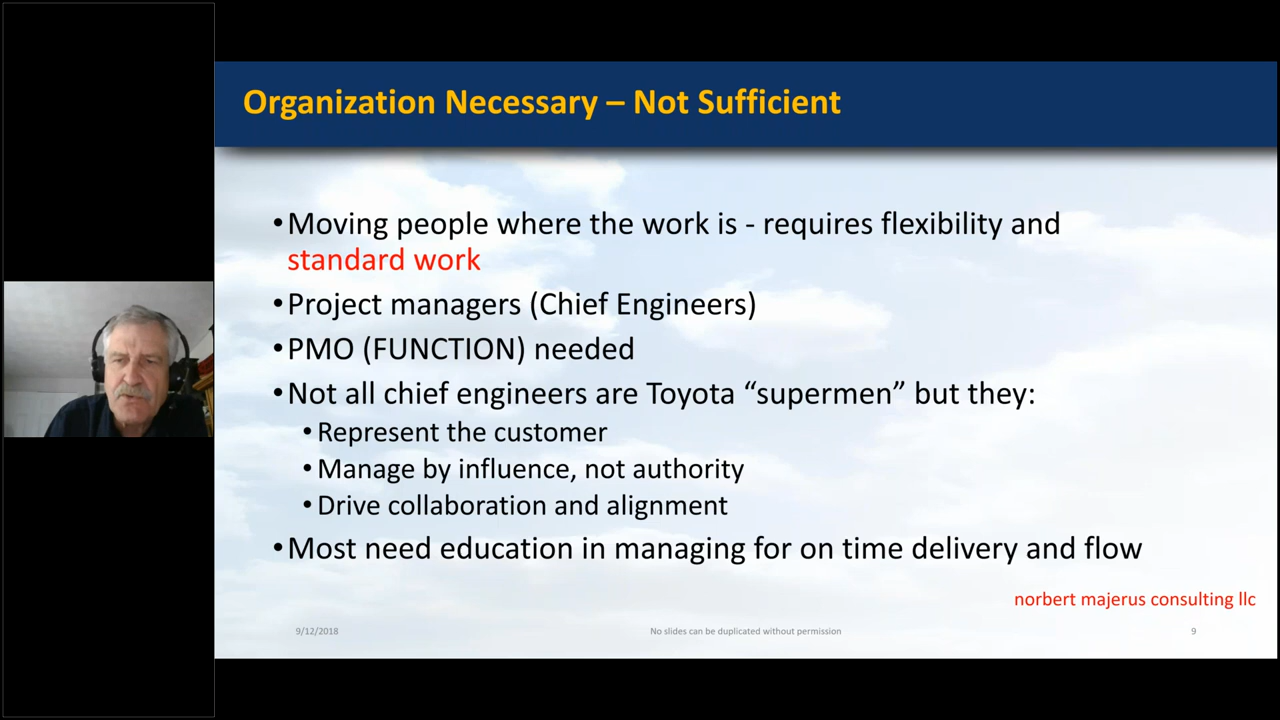 Organization Necessary – Not Sufficient
•Moving people where the work is - requires flexibility and
standard work
•Project managers (Chief Engineers)
•PMO (FUNCTION) needed
•Not all chief engineers are Toyota “supermen” but they:
•Represent the customer
•Manage by influence, not authority
•Drive collaboration and alignment
•Most need education in managing for on time delivery and flow
norbert majerus consulting llc
9/12/2018
No slides can be duplicated without permission
9